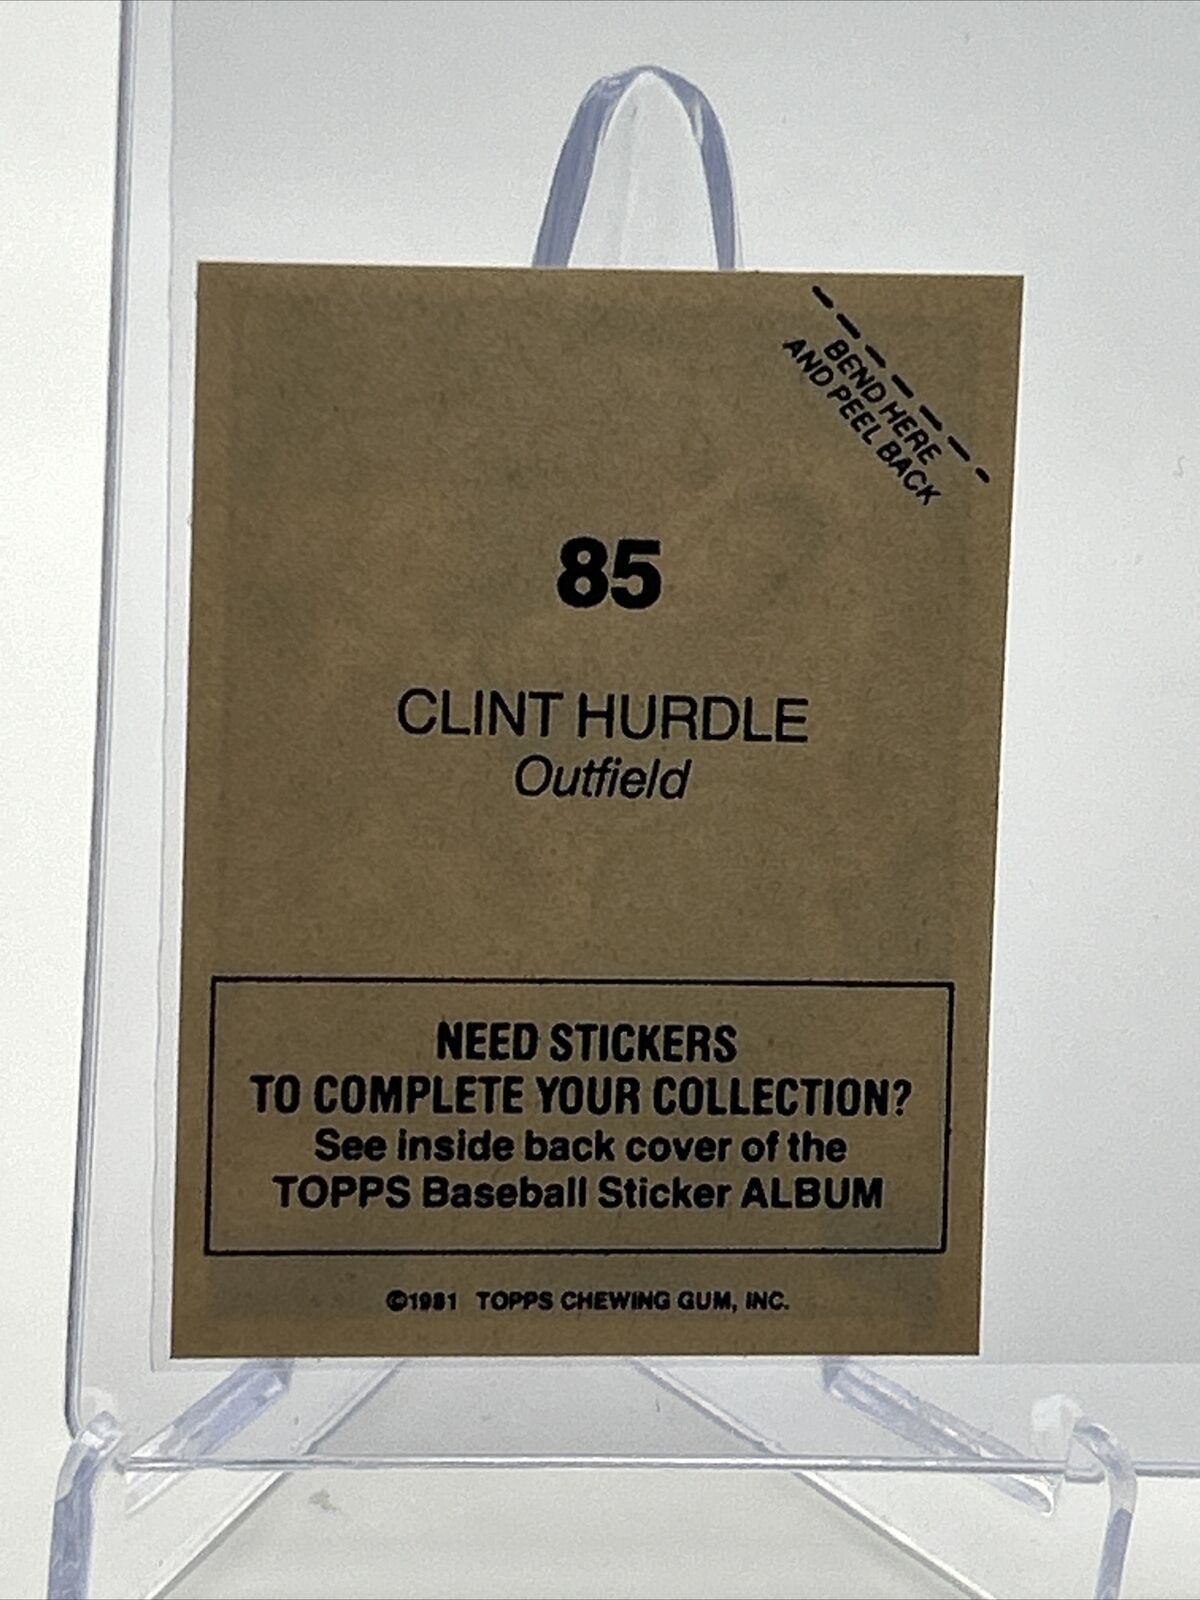 BEND HERE
AND PEEL BACK
85
CLINT HURDLE
Outfield
NEED STICKERS
TO COMPLETE YOUR COLLECTION?
See inside back cover of the
TOPPS Baseball Sticker ALBUM
©1981 TOPPS CHEWING GUM, INC.